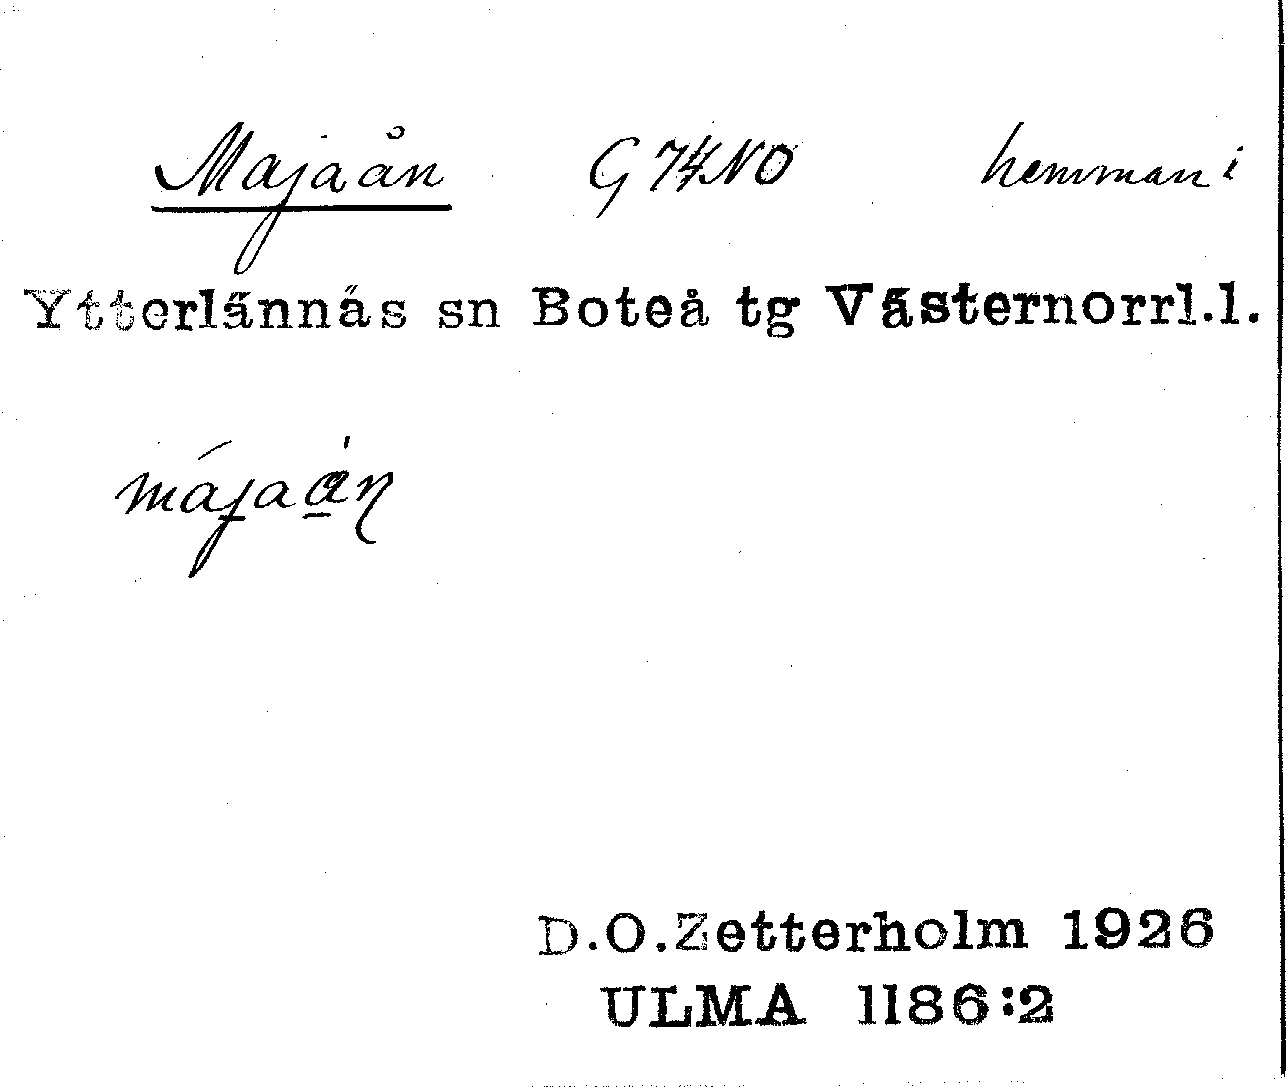 Majaån G 74 NO hemman i
Ytterlännäs sn Boteå tg Västernorrl.l.
májaån
D.O.Zetterholm 1926
ULMA 1186:2